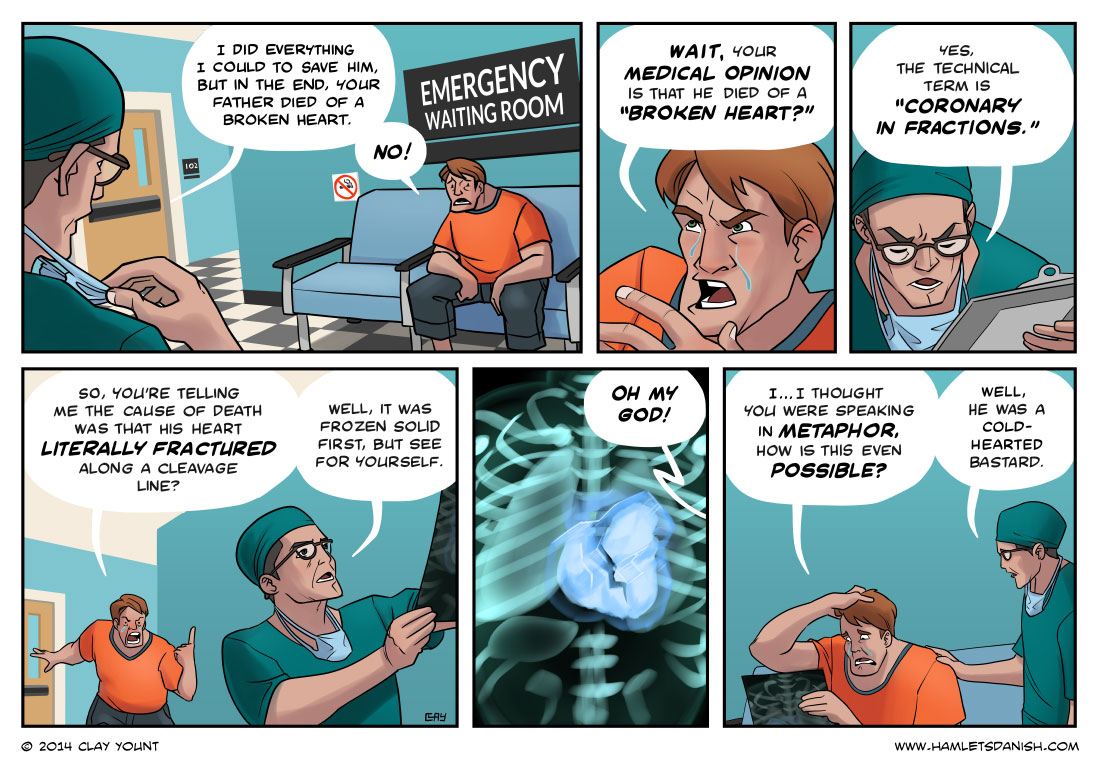 I DID EVERYTHING
I COULD TO SAVE HIM,
BUT IN THE END, YOUR
FATHER DIED OF A
BROKEN HEART.
EMERGENCY
WAITING ROOM
NO!
102
WAIT, YOUR
MEDICAL OPINION
IS THAT HE DIED OF A
"BROKEN HEART?"
YES,
THE TECHNICAL
TERM IS
"CORONARY
IN FRACTIONS."
SO, YOU'RE TELLING
ME THE CAUSE OF DEATH
WAS THAT HIS HEART
LITERALLY FRACTURED
ALONG A CLEAVAGE
LINE?
WELL, IT WAS
FROZEN SOLID
FIRST, BUT SEE
FOR YOURSELF.
CLAY
OH MY
GOD!
I...I THOUGHT
YOU WERE SPEAKING
IN METAPHOR,
HOW IS THIS EVEN
POSSIBLE?
WELL,
HE WAS A
COLD-
HEARTED
BASTARD.
© 2014 CLAY YOUNT
WWW.HAMLETSDANISH.COM